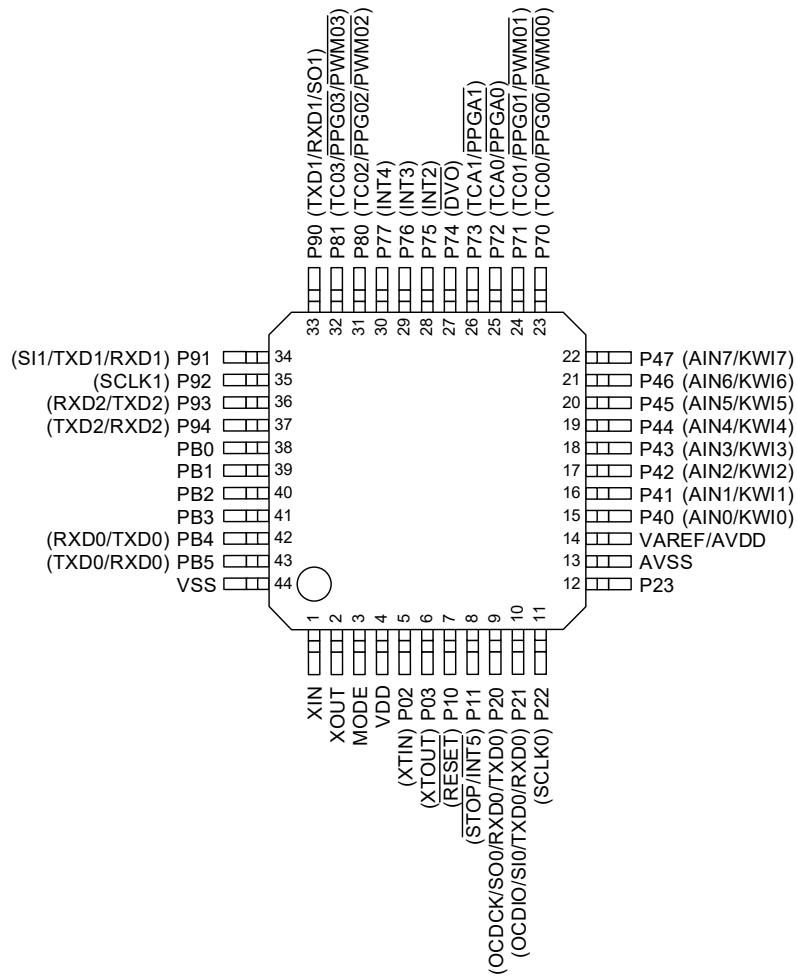 P90 (TXD1/RXD1/SO1)
P81 (TC03/PPG03/PWM03)
P80 (TC02/PPG02/PWM02)
P77 (INT4)
P76 (INT3)
P75 (INT2)
P74 (DVO)
P73 (TCA1/PPGA1)
P72 (TCA0/PPGA0)
P71 (TC01/PPG01/PWM01)
P70 (TC00/PPG00/PWM00)
33 32 31 30 29 28 27 26 25 24 23
(SI1/TXD1/RXD1) P91 34
(SCLK1) P92 35
(RXD2/TXD2) P93 36
(TXD2/RXD2) P94 37
PB0 38
PB1 39
PB2 40
PB3 41
(RXD0/TXD0) PB4 42
(TXD0/RXD0) PB5 43
VSS 44
22 P47 (AIN7/KWI7)
21 P46 (AIN6/KWI6)
20 P45 (AIN5/KWI5)
19 P44 (AIN4/KWI4)
18 P43 (AIN3/KWI3)
17 P42 (AIN2/KWI2)
16 P41 (AIN1/KWI1)
15 P40 (AIN0/KWI0)
14 VAREF/AVDD
13 AVSS
12 P23
1 2 3 4 5 6 7 8 9 10 11
XIN
XOUT
MODE
VDD
(XTIN) P02
(XTOUT) P03
(RESET) P10
(STOP/INT5) P11
(OCDCK/SO0/RXD0/TXD0) P20
(OCDIO/SI0/TXD0/RXD0) P21
(SCLK0) P22